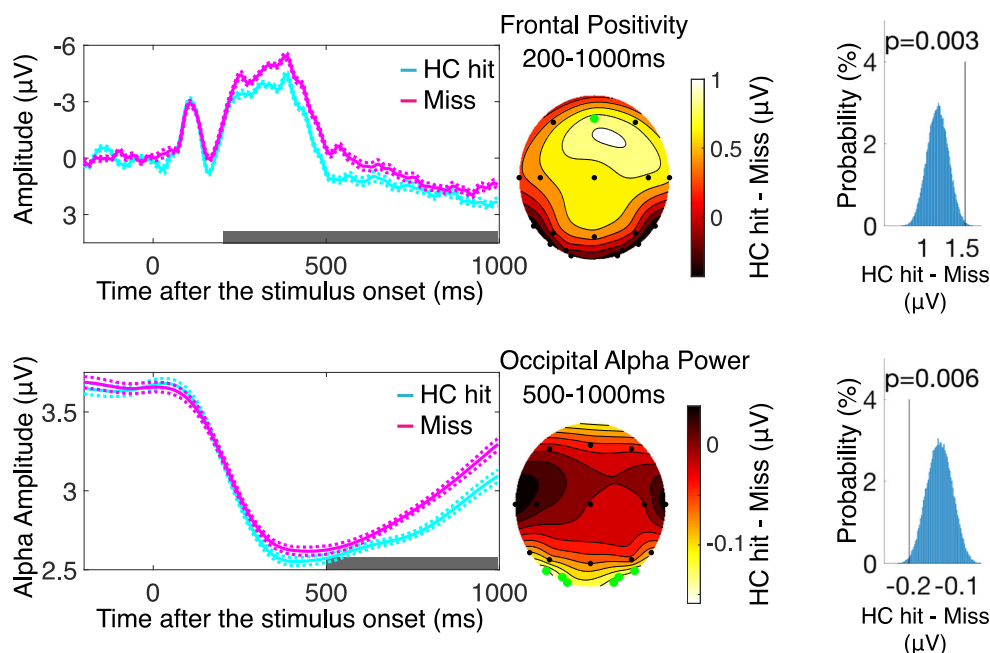 Frontal Positivity
200-1000ms
-6
-3
0
3
Amplitude (µV)
HC hit
Miss
0
500
1000
Time after the stimulus onset (ms)
1
0.5
0
HC hit - Miss (µV)
p=0.003
4
2
0
Probability (%)
1
1.5
HC hit - Miss
(µV)
Occipital Alpha Power
500-1000ms
3.5
3
2.5
Alpha Amplitude (µV)
HC hit
Miss
0
500
1000
Time after the stimulus onset (ms)
0
-0.1
HC hit - Miss (µV)
p=0.006
4
2
0
Probability (%)
-0.2
-0.1
HC hit - Miss
(µV)